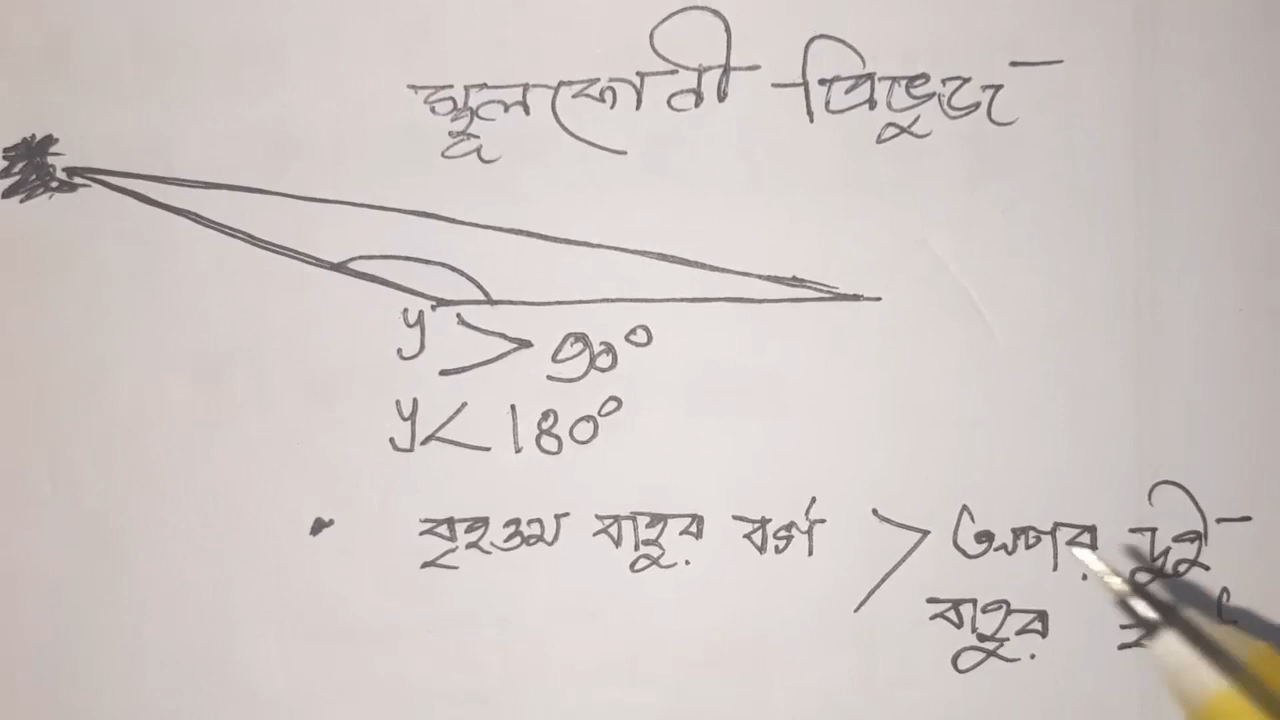 স্থূলকোণী ত্রিভুজ
y > 90°
y < 180°
• বৃহত্তম বাহুর বর্গ > অপর দুই
বাহুর